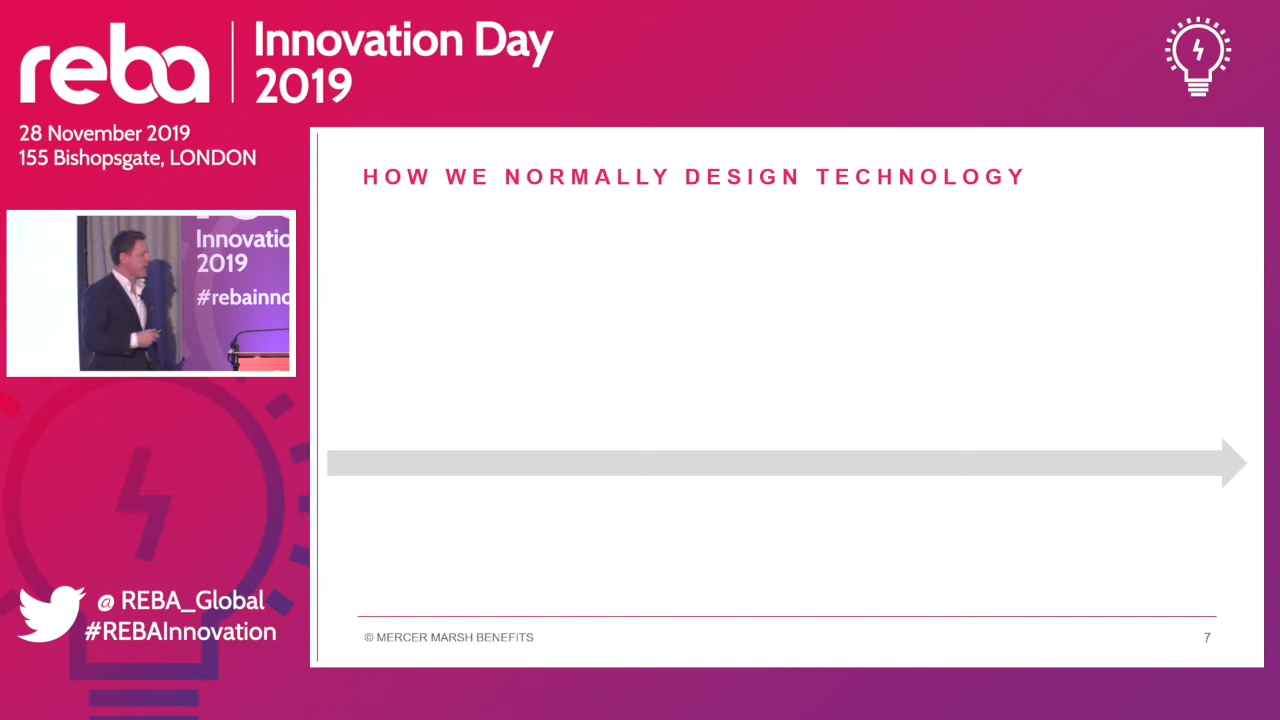 reba
Innovation Day
2019
28 November 2019
155 Bishopsgate, LONDON
Innovatio
2019
#rebainno
@ REBA_Global
#REBAInnovation
HOW WE NORMALLY DESIGN TECHNOLOGY
© MERCER MARSH BENEFITS
7